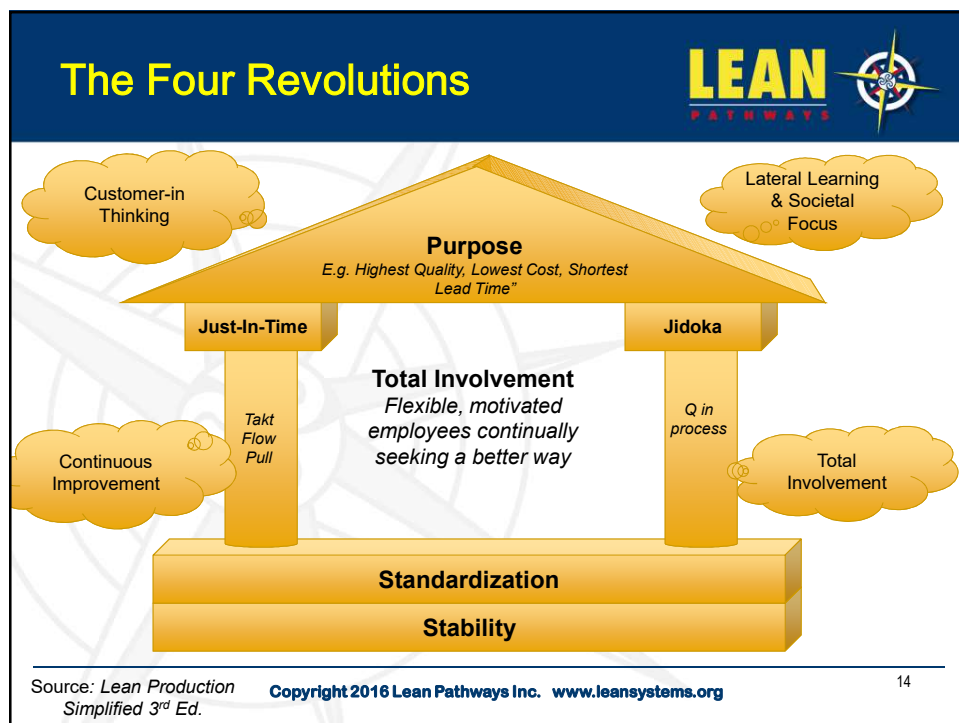 The Four Revolutions
LEAN
PATHWAYS
Customer-in
Thinking
Lateral Learning
& Societal
Focus
Purpose
E.g. Highest Quality, Lowest Cost, Shortest
Lead Time”
Just-In-Time
Jidoka
Total Involvement
Flexible, motivated
employees continually
seeking a better way
Takt
Flow
Pull
Q in
process
Continuous
Improvement
Total
Involvement
Standardization
Stability
Source: Lean Production
Simplified 3rd Ed.
Copyright 2016 Lean Pathways Inc. www.leansystems.org
14